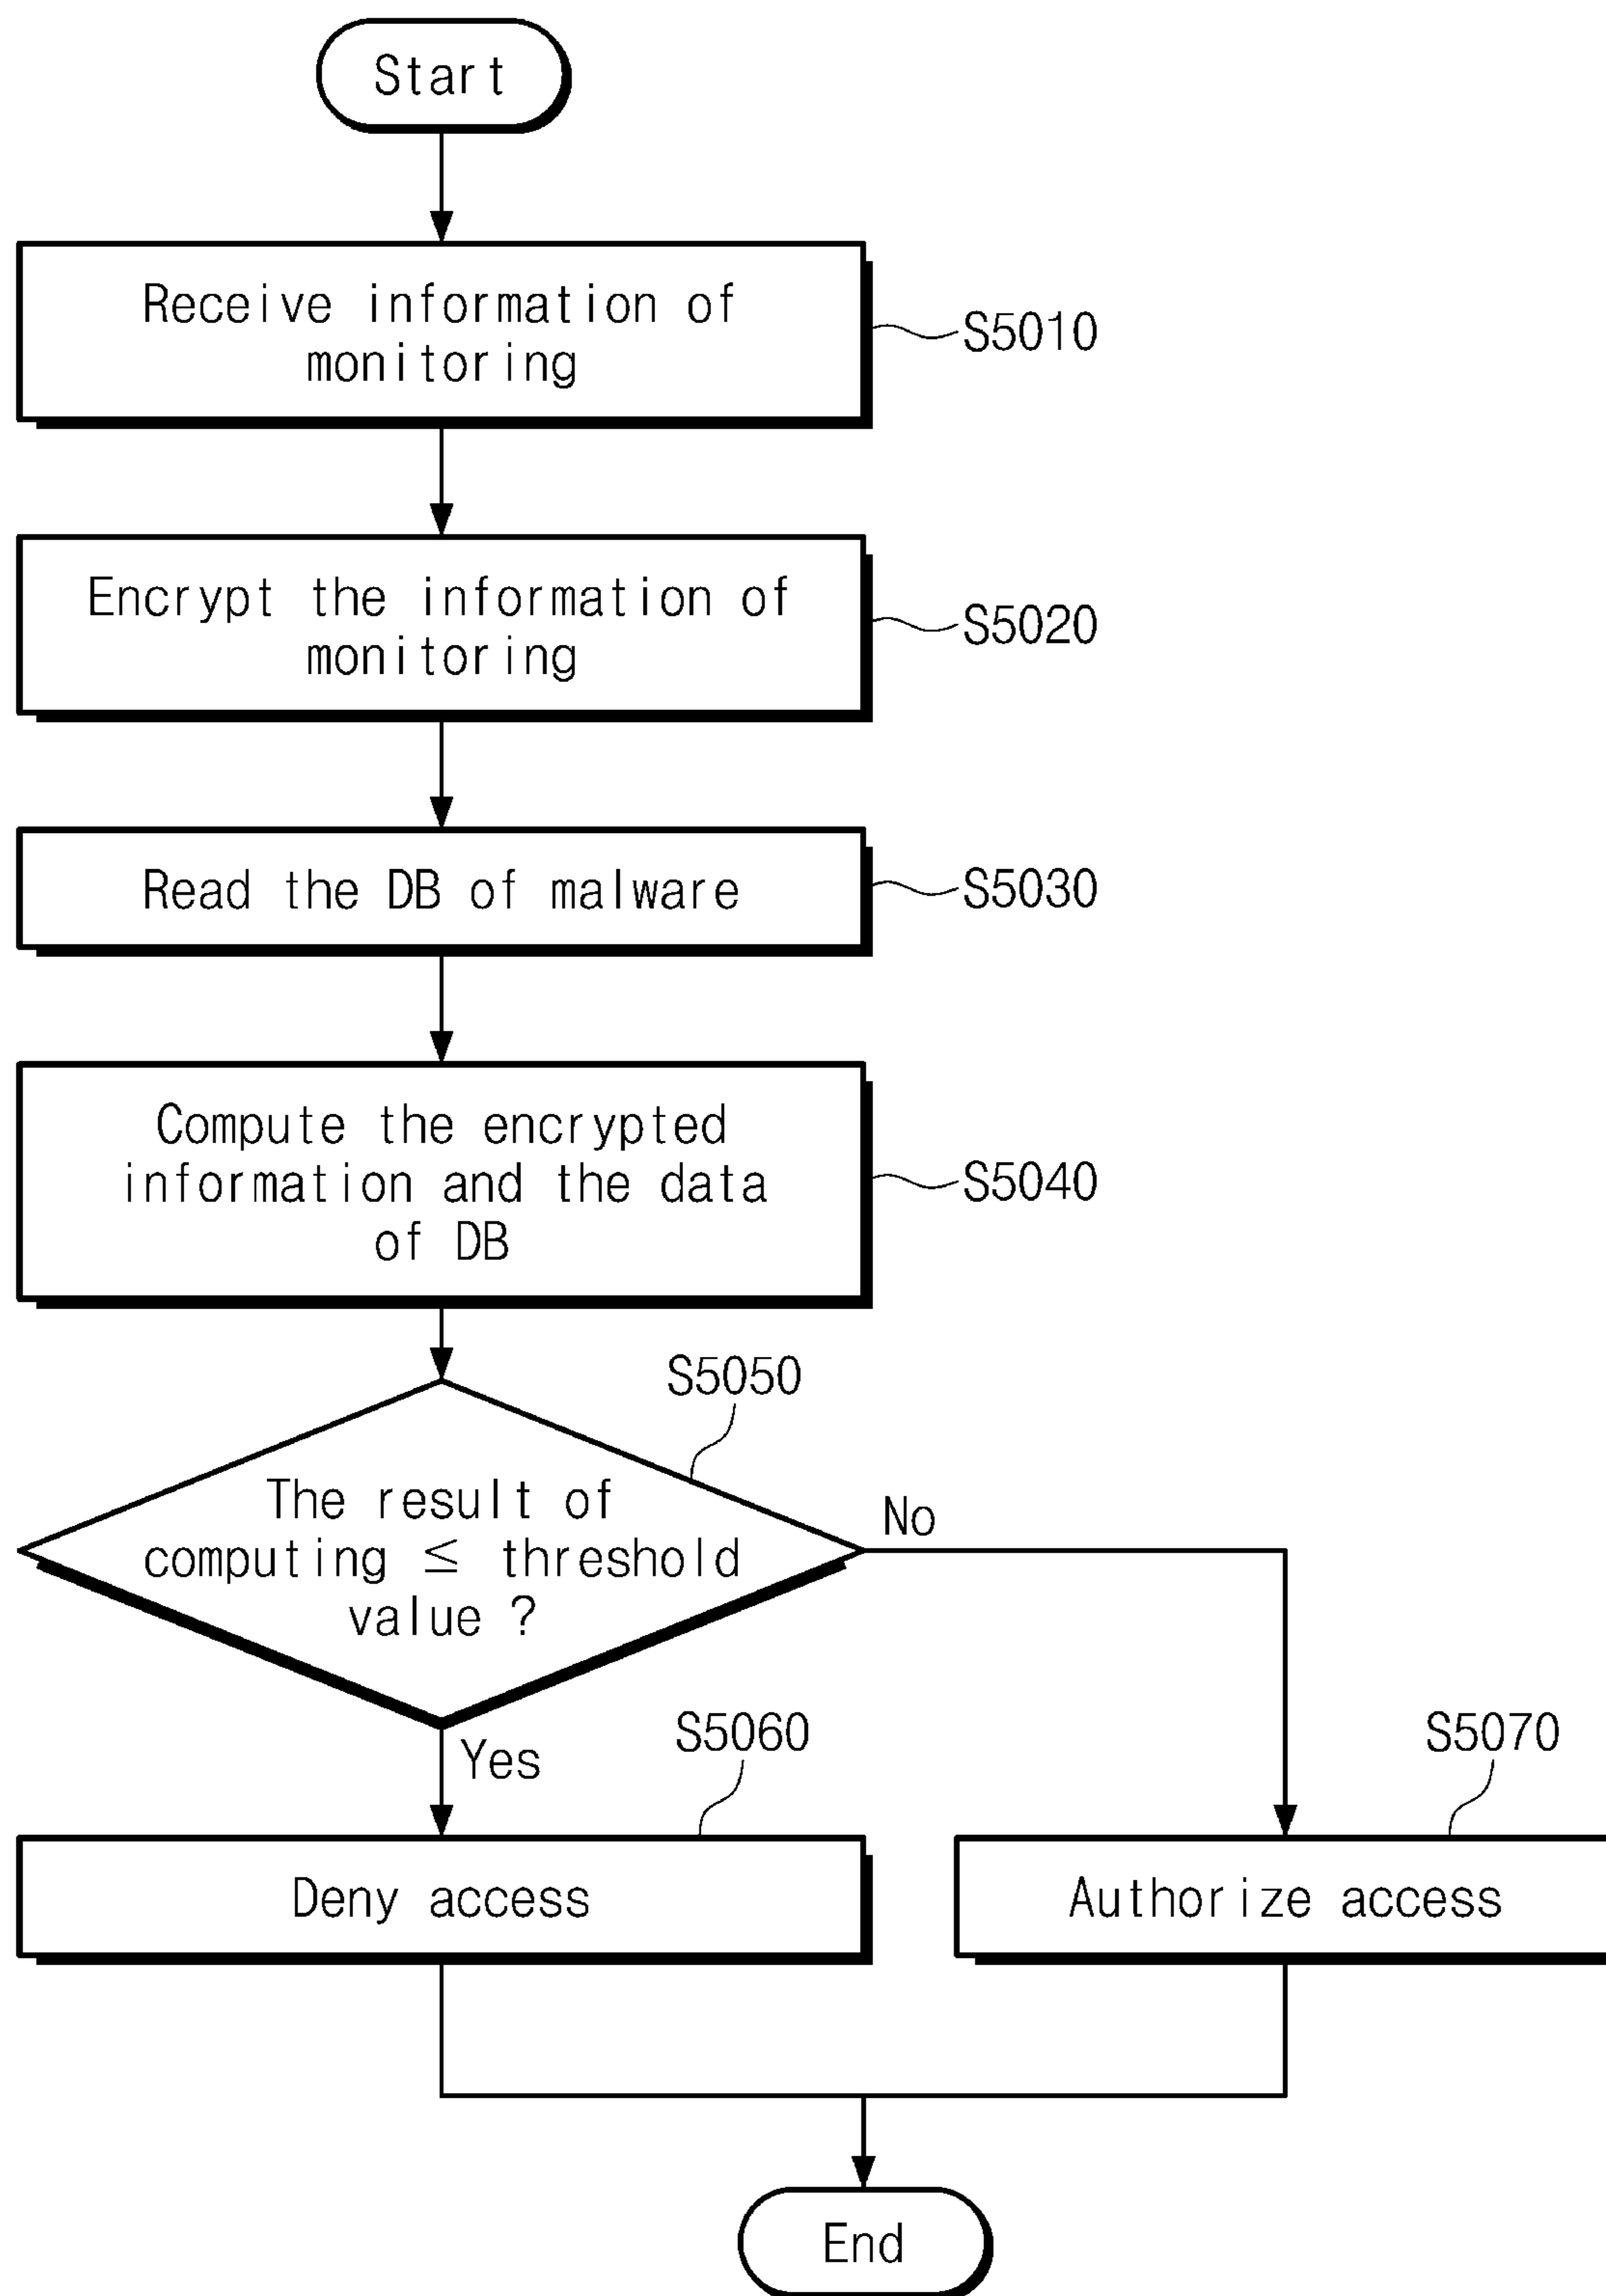 Start
Receive information of
monitoring
S5010
Encrypt the information of
monitoring
S5020
Read the DB of malware
S5030
Compute the encrypted
information and the data
of DB
S5040
S5050
The result of
computing ≤ threshold
value ?
No
Yes
S5060
S5070
Deny access
Authorize access
End